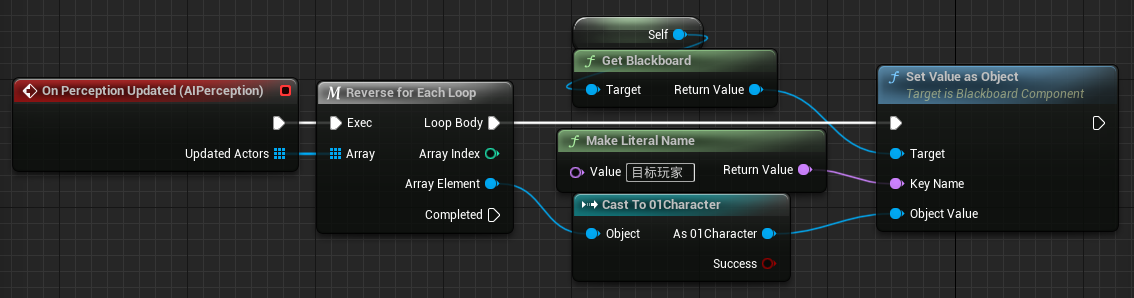 Self
f Get Blackboard
Target
Return Value
On Perception Updated (AIPerception)
Updated Actors
M Reverse for Each Loop
Exec
Loop Body
Array
Array Index
Array Element
Completed
f Make Literal Name
Value 目标玩家
Return Value
Cast To 01Character
Object
As 01Character
Success
f Set Value as Object
Target is Blackboard Component
Target
Key Name
Object Value